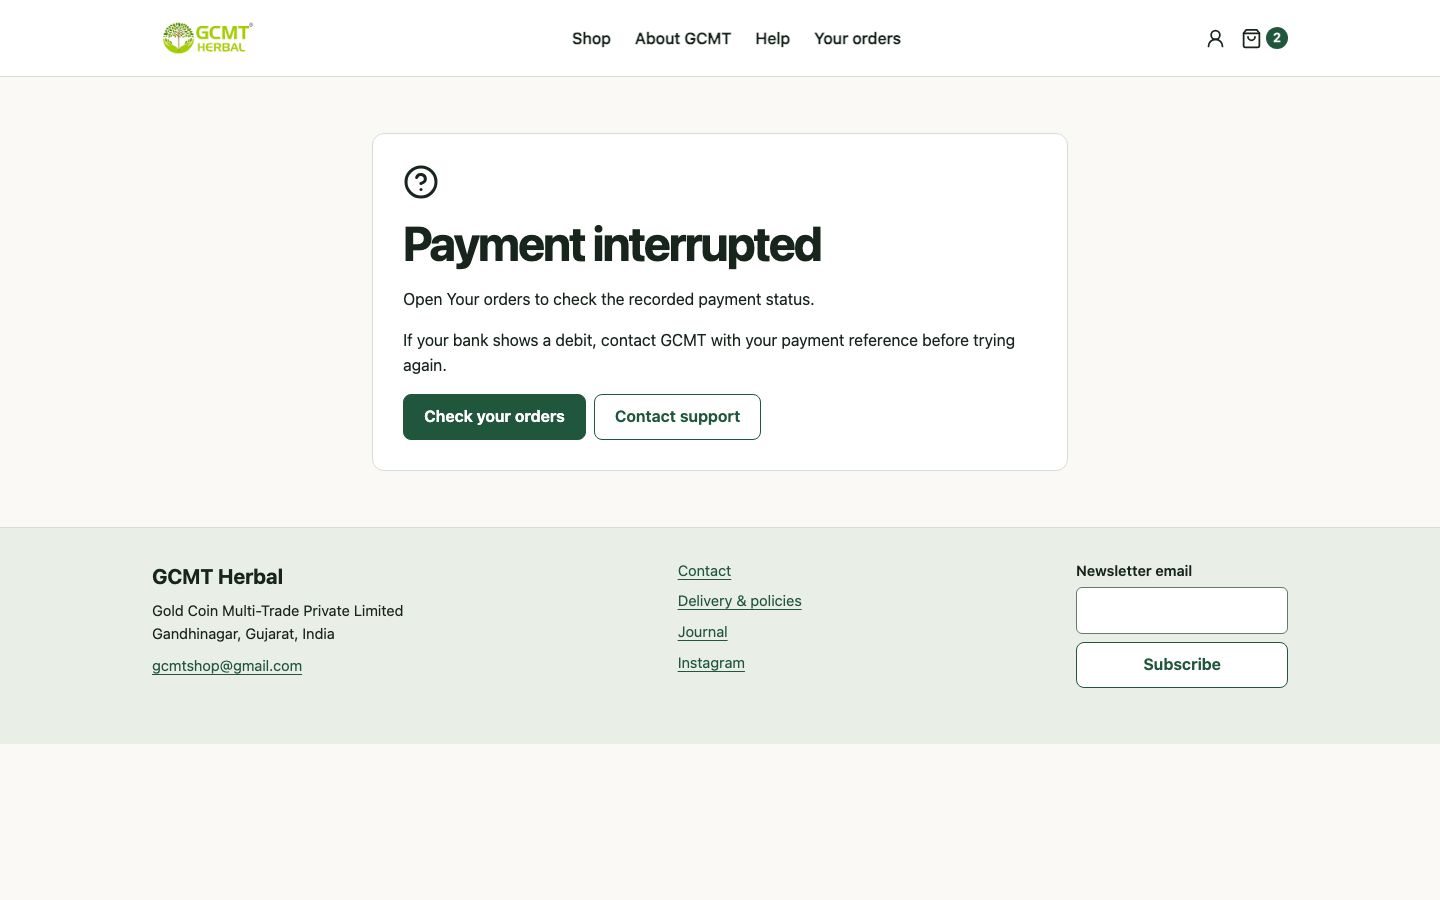 GCMT®
HERBAL
Shop
About GCMT
Help
Your orders
2
Payment interrupted
Open Your orders to check the recorded payment status.
If your bank shows a debit, contact GCMT with your payment reference before trying
again.
Check your orders
Contact support
GCMT Herbal
Gold Coin Multi-Trade Private Limited
Gandhinagar, Gujarat, India
gcmtshop@gmail.com
Contact
Delivery & policies
Journal
Instagram
Newsletter email
Subscribe